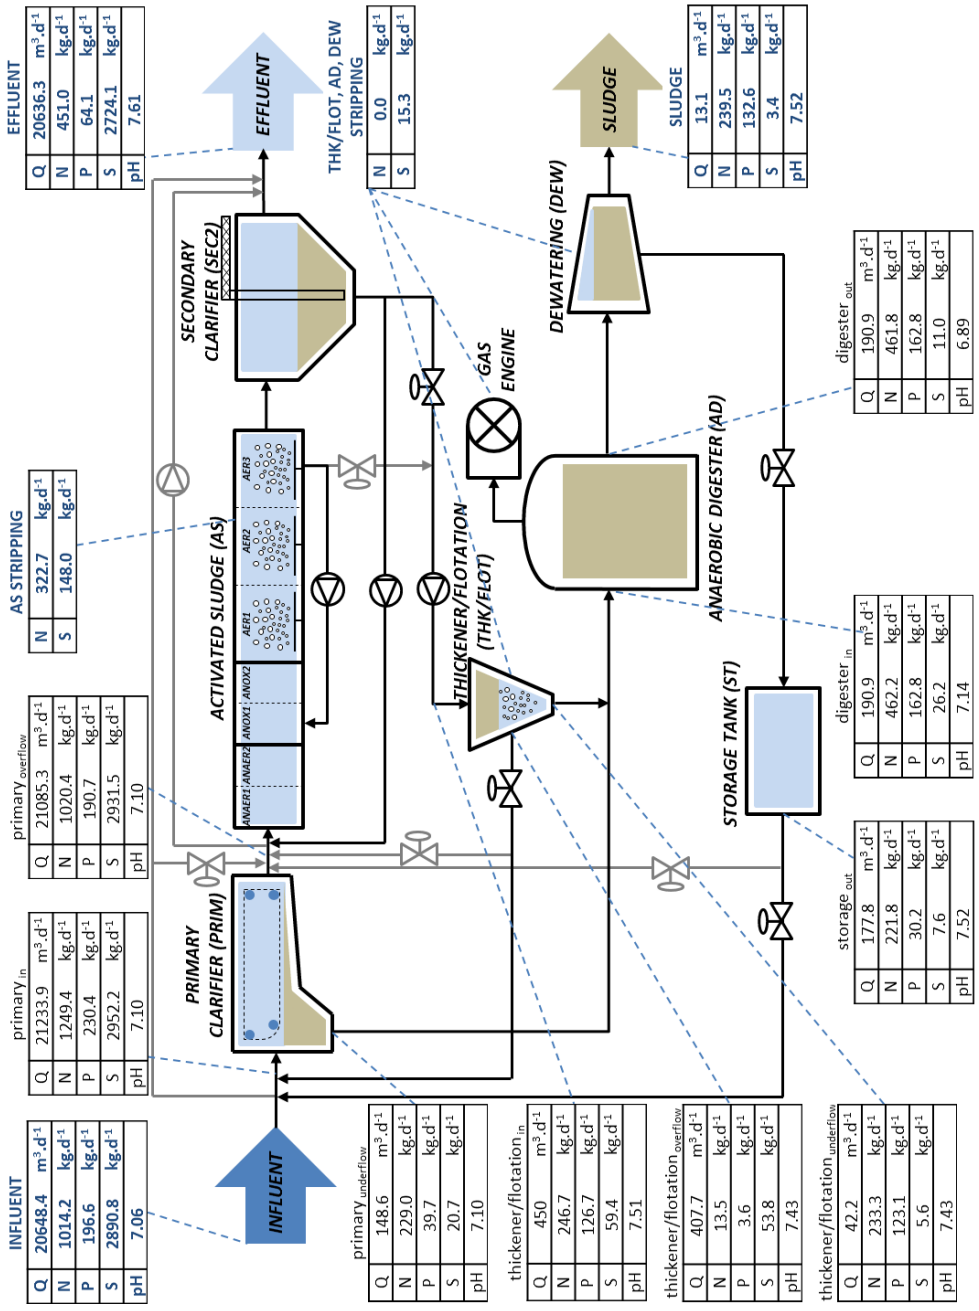 INFLUENT
Q 20648.4 m³.d⁻¹
N 1014.2 kg.d⁻¹
P 196.6 kg.d⁻¹
S 2890.8 kg.d⁻¹
pH 7.06
primary in
Q 21233.9 m³.d⁻¹
N 1249.4 kg.d⁻¹
P 230.4 kg.d⁻¹
S 2952.2 kg.d⁻¹
pH 7.10
primary overflow
Q 21085.3 m³.d⁻¹
N 1020.4 kg.d⁻¹
P 190.7 kg.d⁻¹
S 2931.5 kg.d⁻¹
pH 7.10
AS STRIPPING
N 322.7 kg.d⁻¹
S 148.0 kg.d⁻¹
EFFLUENT
Q 20636.3 m³.d⁻¹
N 451.0 kg.d⁻¹
P 64.1 kg.d⁻¹
S 2724.1 kg.d⁻¹
pH 7.61
INFLUENT
PRIMARY
CLARIFIER (PRIM)
ACTIVATED SLUDGE (AS)
ANAER1 ANAER2 ANOX1 ANOX2 AER1 AER2 AER3
SECONDARY
CLARIFIER (SEC2)
EFFLUENT
THK/FLOT, AD, DEW
STRIPPING
N 0.0 kg.d⁻¹
S 15.3 kg.d⁻¹
THICKENER/FLOTATION
(THK/FLOT)
GAS
ENGINE
ANAEROBIC DIGESTER (AD)
DEWATERING (DEW)
SLUDGE
SLUDGE
Q 13.1 m³.d⁻¹
N 239.5 kg.d⁻¹
P 132.6 kg.d⁻¹
S 3.4 kg.d⁻¹
pH 7.52
STORAGE TANK (ST)
primary underflow
Q 148.6 m³.d⁻¹
N 229.0 kg.d⁻¹
P 39.7 kg.d⁻¹
S 20.7 kg.d⁻¹
pH 7.10
thickener/flotation in
Q 450 m³.d⁻¹
N 246.7 kg.d⁻¹
P 126.7 kg.d⁻¹
S 59.4 kg.d⁻¹
pH 7.51
thickener/flotation overflow
Q 407.7 m³.d⁻¹
N 13.5 kg.d⁻¹
P 3.6 kg.d⁻¹
S 53.8 kg.d⁻¹
pH 7.43
thickener/flotation underflow
Q 42.2 m³.d⁻¹
N 233.3 kg.d⁻¹
P 123.1 kg.d⁻¹
S 5.6 kg.d⁻¹
pH 7.43
storage out
Q 177.8 m³.d⁻¹
N 221.8 kg.d⁻¹
P 30.2 kg.d⁻¹
S 7.6 kg.d⁻¹
pH 7.52
digester in
Q 190.9 m³.d⁻¹
N 462.2 kg.d⁻¹
P 162.8 kg.d⁻¹
S 26.2 kg.d⁻¹
pH 7.14
digester out
Q 190.9 m³.d⁻¹
N 461.8 kg.d⁻¹
P 162.8 kg.d⁻¹
S 11.0 kg.d⁻¹
pH 6.89